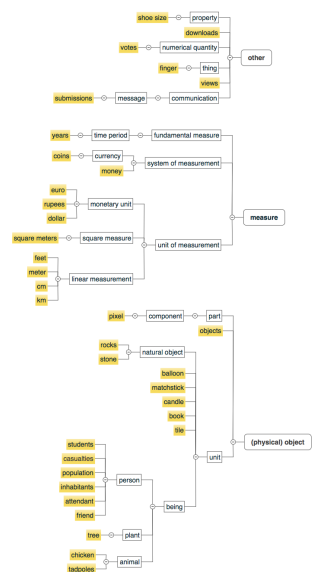 shoe size property
downloads
votes numerical quantity
other
finger thing
views
submissions message communication
years time period fundamental measure
coins currency
system of measurement
money
measure
euro
rupees monetary unit
dollar
square meters square measure unit of measurement
feet
meter
linear measurement
cm
km
pixel component part
objects
rocks
natural object
stone
balloon
matchstick
candle
book
(physical) object
tile
unit
students
casualties
population person
inhabitants
being
attendant
friend
tree plant
chicken
animal
tadpoles